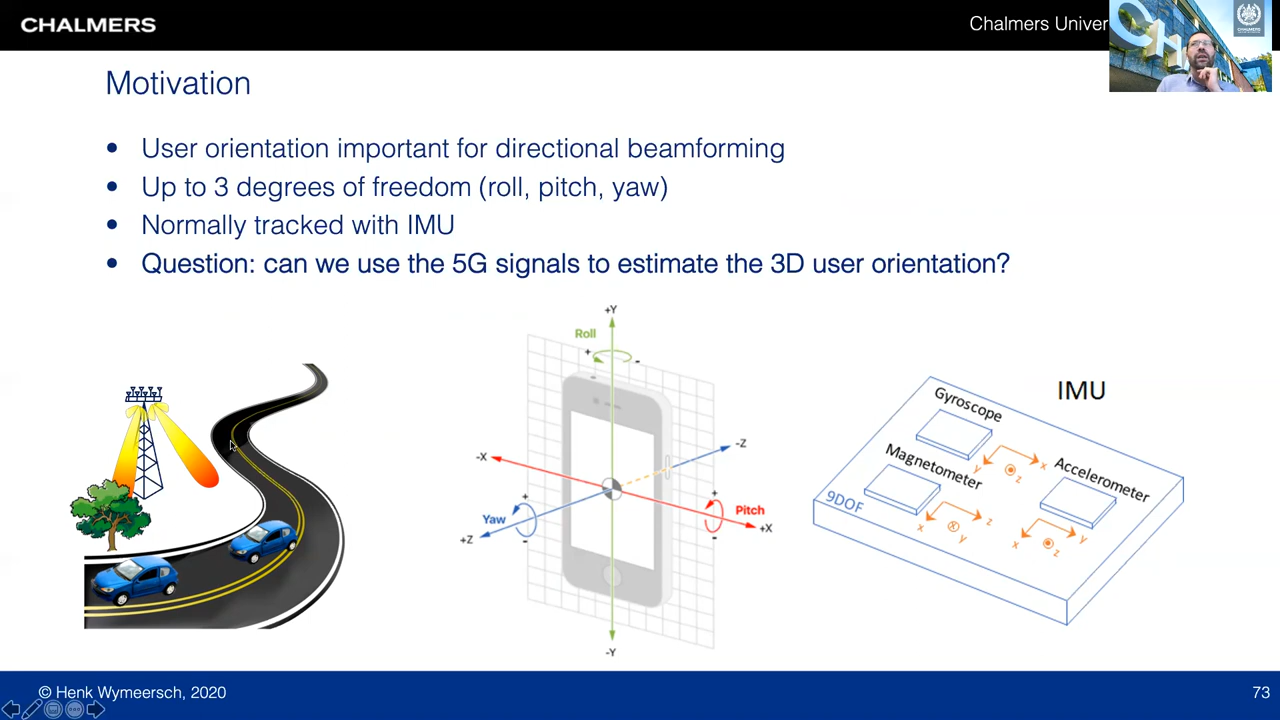 CHALMERS
Chalmers Univer
CH
CHALMERS
Motivation
• User orientation important for directional beamforming
• Up to 3 degrees of freedom (roll, pitch, yaw)
• Normally tracked with IMU
• Question: can we use the 5G signals to estimate the 3D user orientation?
+Y
Roll
+
-
-Z
-X
+
Yaw
-
+Z
+
Pitch
-
+X
-Y
IMU
Gyroscope
x
y
z
Magnetometer
z
x
y
Accelerometer
y
x
z
9DOF
© Henk Wymeersch, 2020
73